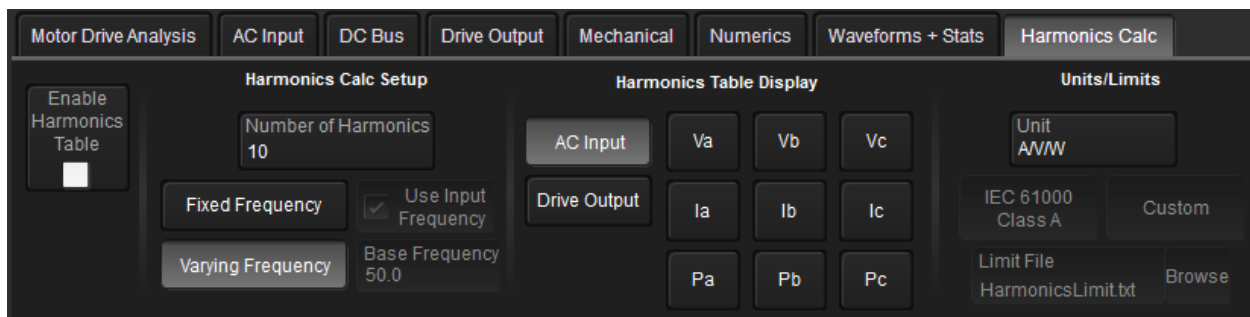 Motor Drive Analysis
AC Input
DC Bus
Drive Output
Mechanical
Numerics
Waveforms + Stats
Harmonics Calc
Enable
Harmonics
Table
Harmonics Calc Setup
Number of Harmonics
10
Fixed Frequency
Use Input
Frequency
Varying Frequency
Base Frequency
50.0
Harmonics Table Display
AC Input
Va
Vb
Vc
Drive Output
Ia
Ib
Ic
Pa
Pb
Pc
Units/Limits
Unit
A/V/W
IEC 61000
Class A
Custom
Limit File
HarmonicsLimit.txt
Browse